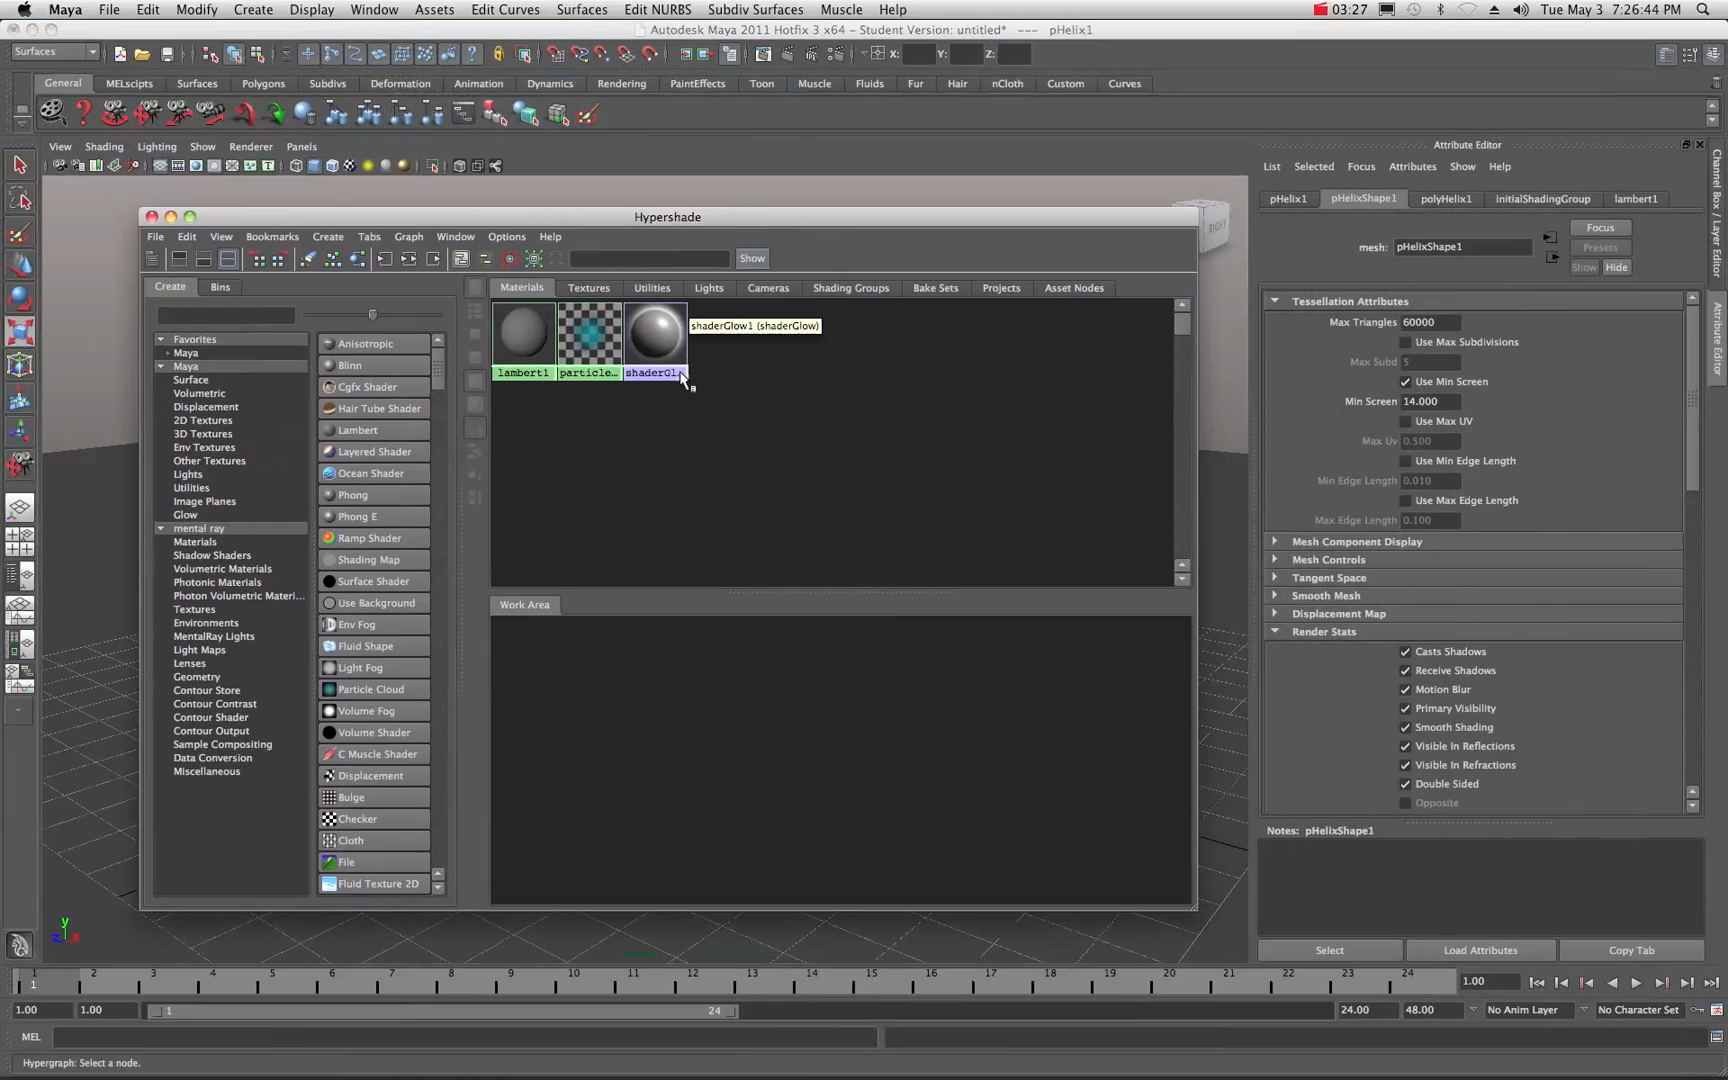 Maya File Edit Modify Create Display Window Assets Edit Curves Surfaces Edit NURBS Subdiv Surfaces Muscle Help 03:27 Tue May 3 7:26:44 PM
Autodesk Maya 2011 Hotfix 3 x64 – Student Version: untitled* --- pHelix1
Surfaces X: Y: Z:
General MELscipts Surfaces Polygons Subdivs Deformation Animation Dynamics Rendering PaintEffects Toon Muscle Fluids Fur Hair nCloth Custom Curves
View Shading Lighting Show Renderer Panels
Hypershade
File Edit View Bookmarks Create Tabs Graph Window Options Help
Show
Create Bins
Favorites
Maya
Maya
Surface
Volumetric
Displacement
2D Textures
3D Textures
Env Textures
Other Textures
Lights
Utilities
Image Planes
Glow
mental ray
Materials
Shadow Shaders
Volumetric Materials
Photonic Materials
Photon Volumetric Materi...
Textures
Environments
MentalRay Lights
Light Maps
Lenses
Geometry
Contour Store
Contour Contrast
Contour Shader
Contour Output
Sample Compositing
Data Conversion
Miscellaneous
Anisotropic
Blinn
Cgfx Shader
Hair Tube Shader
Lambert
Layered Shader
Ocean Shader
Phong
Phong E
Ramp Shader
Shading Map
Surface Shader
Use Background
Env Fog
Fluid Shape
Light Fog
Particle Cloud
Volume Fog
Volume Shader
C Muscle Shader
Displacement
Bulge
Checker
Cloth
File
Fluid Texture 2D
Materials Textures Utilities Lights Cameras Shading Groups Bake Sets Projects Asset Nodes
shaderGlow1 (shaderGlow)
lambert1 particle... shaderGl...
Work Area
RIGHT
Attribute Editor
List Selected Focus Attributes Show Help
pHelix1 pHelixShape1 polyHelix1 initialShadingGroup lambert1
mesh: pHelixShape1
Focus
Presets
Show Hide
Tessellation Attributes
Max Triangles 60000
Use Max Subdivisions
Max Subd 5
Use Min Screen
Min Screen 14.000
Use Max UV
Max Uv 0.500
Use Min Edge Length
Min Edge Length 0.010
Use Max Edge Length
Max Edge Length 0.100
Mesh Component Display
Mesh Controls
Tangent Space
Smooth Mesh
Displacement Map
Render Stats
Casts Shadows
Receive Shadows
Motion Blur
Primary Visibility
Smooth Shading
Visible In Reflections
Visible In Refractions
Double Sided
Opposite
Notes: pHelixShape1
Select Load Attributes Copy Tab
Channel Box / Layer Editor
Attribute Editor
y
z x
1 2 3 4 5 6 7 8 9 10 11 12 13 14 15 16 17 18 19 20 21 22 23 24
1
1.00
1.00 1.00 1 24 24.00 48.00 No Anim Layer No Character Set
MEL
Hypergraph: Select a node.